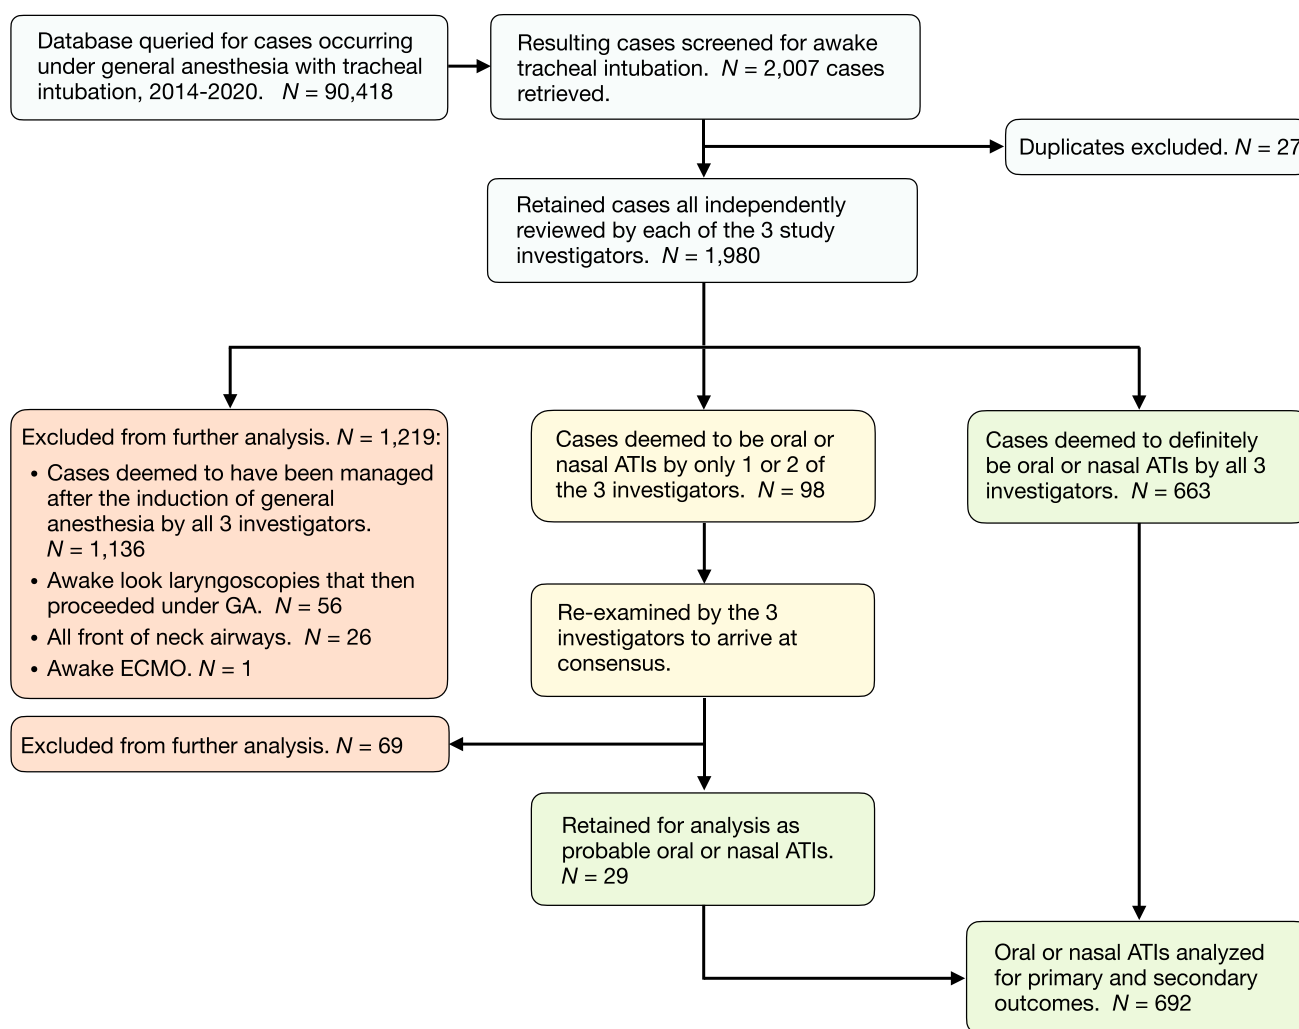 Database queried for cases occurring
under general anesthesia with tracheal
intubation, 2014-2020. N = 90,418
Resulting cases screened for awake
tracheal intubation. N = 2,007 cases
retrieved.
Duplicates excluded. N = 27
Retained cases all independently
reviewed by each of the 3 study
investigators. N = 1,980
Excluded from further analysis. N = 1,219:
• Cases deemed to have been managed
after the induction of general
anesthesia by all 3 investigators.
N = 1,136
• Awake look laryngoscopies that then
proceeded under GA. N = 56
• All front of neck airways. N = 26
• Awake ECMO. N = 1
Cases deemed to be oral or
nasal ATIs by only 1 or 2 of
the 3 investigators. N = 98
Cases deemed to definitely
be oral or nasal ATIs by all 3
investigators. N = 663
Re-examined by the 3
investigators to arrive at
consensus.
Excluded from further analysis. N = 69
Retained for analysis as
probable oral or nasal ATIs.
N = 29
Oral or nasal ATIs analyzed
for primary and secondary
outcomes. N = 692